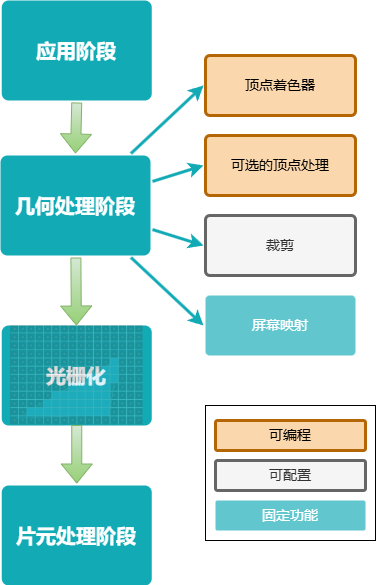 应用阶段
几何处理阶段
光栅化
片元处理阶段
顶点着色器
可选的顶点处理
裁剪
屏幕映射
可编程
可配置
固定功能